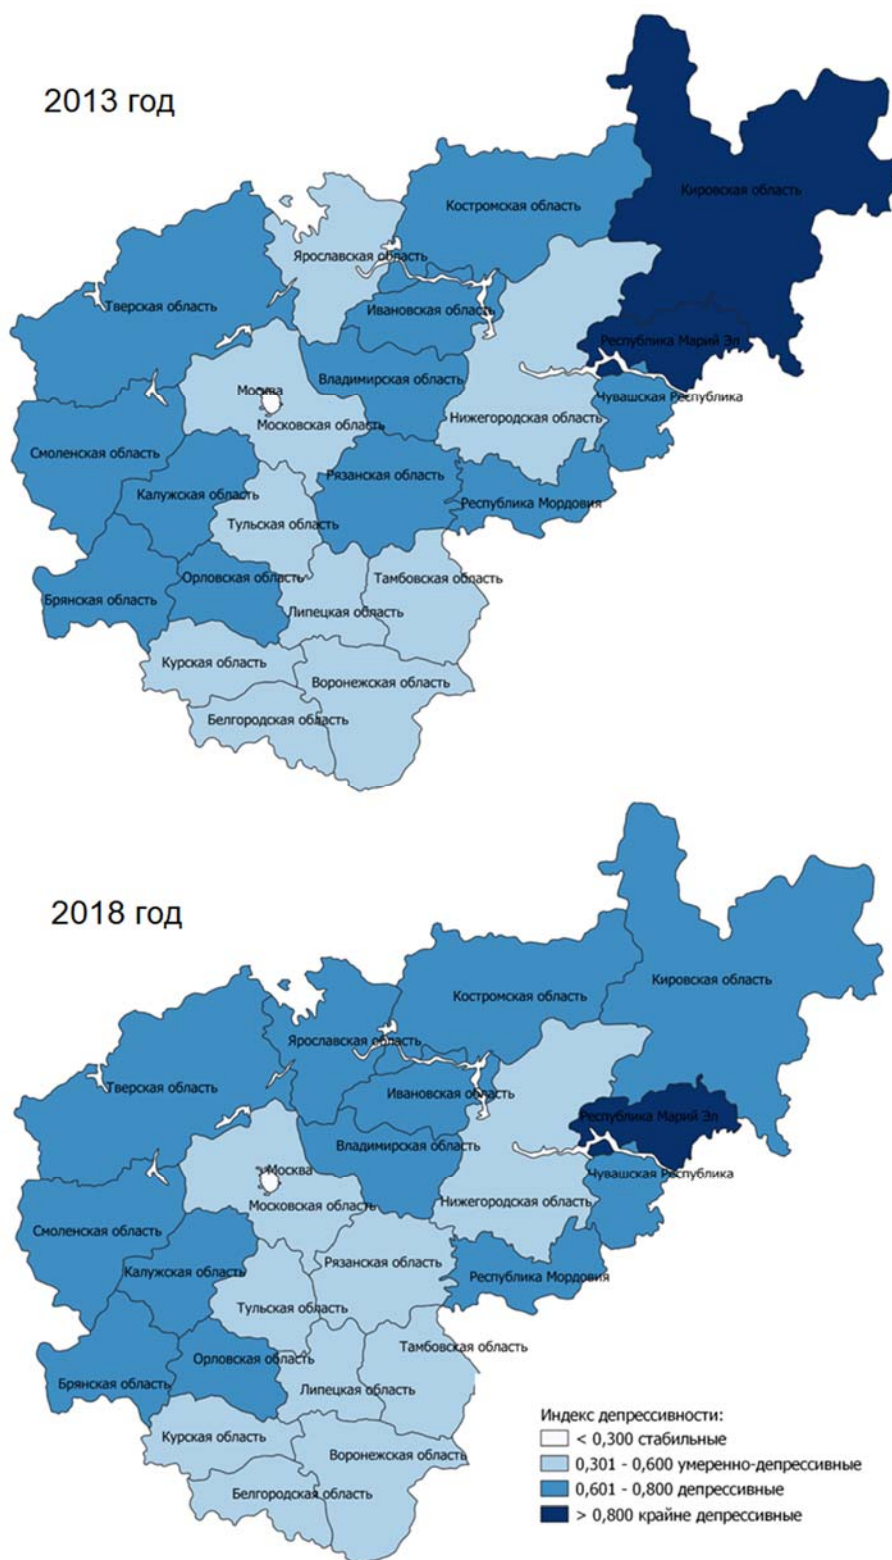 2013 год
Кировская область
Костромская область
Ярославская область
Тверская область
Ивановская область
Республика Марий Эл
Владимирская область
Москва
Чувашская Республика
Нижегородская область
Московская область
Смоленская область
Рязанская область
Калужская область
Республика Мордовия
Тульская область
Орловская область
Тамбовская область
Брянская область
Липецкая область
Курская область
Воронежская область
Белгородская область
2018 год
Кировская область
Костромская область
Ярославская область
Тверская область
Ивановская область
Республика Марий Эл
Владимирская область
Москва
Чувашская Республика
Нижегородская область
Московская область
Смоленская область
Рязанская область
Калужская область
Республика Мордовия
Тульская область
Тамбовская область
Орловская область
Брянская область
Липецкая область
Курская область
Воронежская область
Белгородская область
Индекс депрессивности:
< 0,300 стабильные
0,301 - 0,600 умеренно-депрессивные
0,601 - 0,800 депрессивные
> 0,800 крайне депрессивные